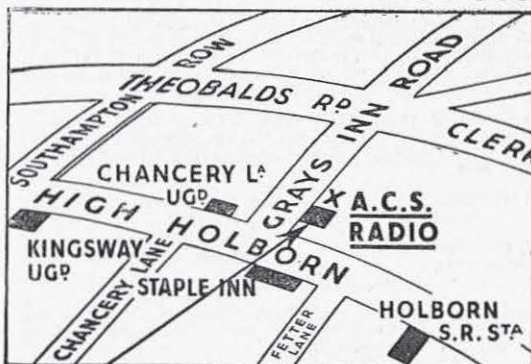 SOUTHAMPTON ROW
THEOBALDS RD
GRAYS INN ROAD
CLERK
CHANCERY LA
UGD
X A.C.S.
RADIO
HIGH HOLBORN
KINGSWAY
UGD
CHANCERY LANE
STAPLE INN
FETTER
LANE
HOLBORN
S.R. STA